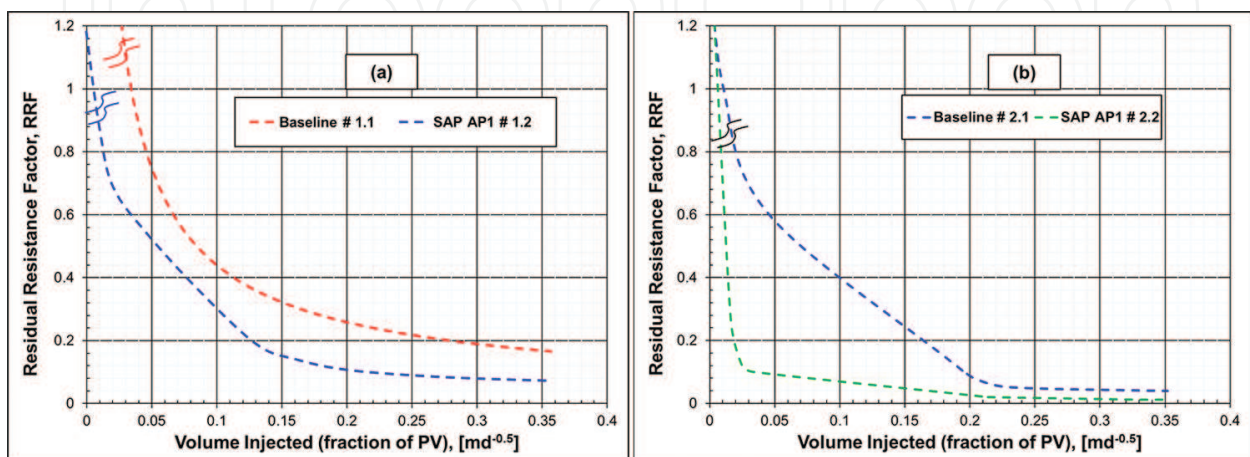 1.2
1
0.8
0.6
0.4
0.2
0
Residual Resistance Factor, RRF
(a)
Baseline # 1.1 SAP AP1 # 1.2
0 0.05 0.1 0.15 0.2 0.25 0.3 0.35 0.4
Volume Injected (fraction of PV), [md-0.5]
1.2
1
0.8
0.6
0.4
0.2
0
Residual Resistance Factor, RRF
(b)
Baseline # 2.1 SAP AP1 # 2.2
0 0.05 0.1 0.15 0.2 0.25 0.3 0.35 0.4
Volume Injected (fraction of PV), [md-0.5]